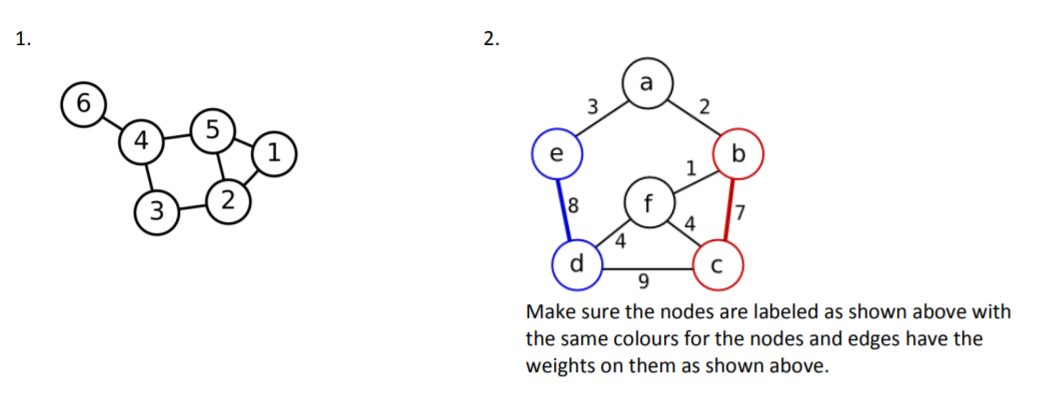 1.
2.
6
4
5
1
3
2
a
3
2
e
b
1
8
f
7
4
4
d
c
9
Make sure the nodes are labeled as shown above with
the same colours for the nodes and edges have the
weights on them as shown above.